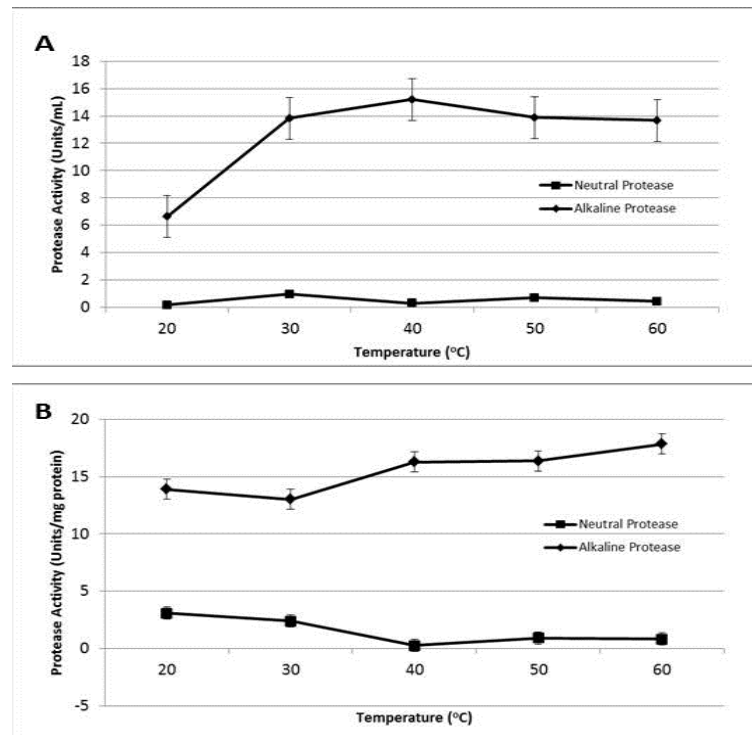 A
Protease Activity (Units/mL)
18
16
14
12
10
8
6
4
2
0
Neutral Protease
Alkaline Protease
20 30 40 50 60
Temperature (°C)
B
Protease Activity (Units/mg protein)
20
15
10
5
0
-5
Neutral Protease
Alkaline Protease
20 30 40 50 60
Temperature (°C)